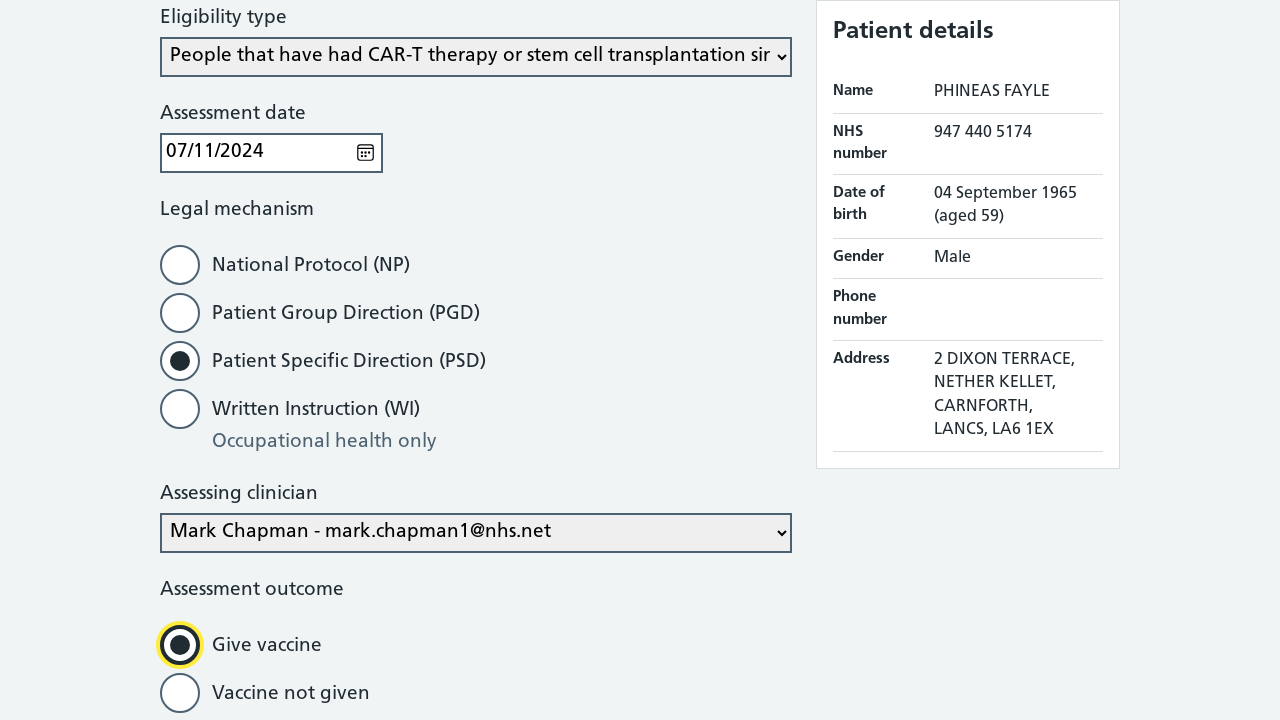 Eligibility type
People that have had CAR-T therapy or stem cell transplantation sin
Assessment date
07/11/2024
Legal mechanism
National Protocol (NP)
Patient Group Direction (PGD)
Patient Specific Direction (PSD)
Written Instruction (WI)
Occupational health only
Assessing clinician
Mark Chapman - mark.chapman1@nhs.net
Assessment outcome
Give vaccine
Vaccine not given
Patient details
Name PHINEAS FAYLE
NHS number 947 440 5174
Date of birth 04 September 1965
(aged 59)
Gender Male
Phone number
Address 2 DIXON TERRACE,
NETHER KELLET,
CARNFORTH,
LANCS, LA6 1EX